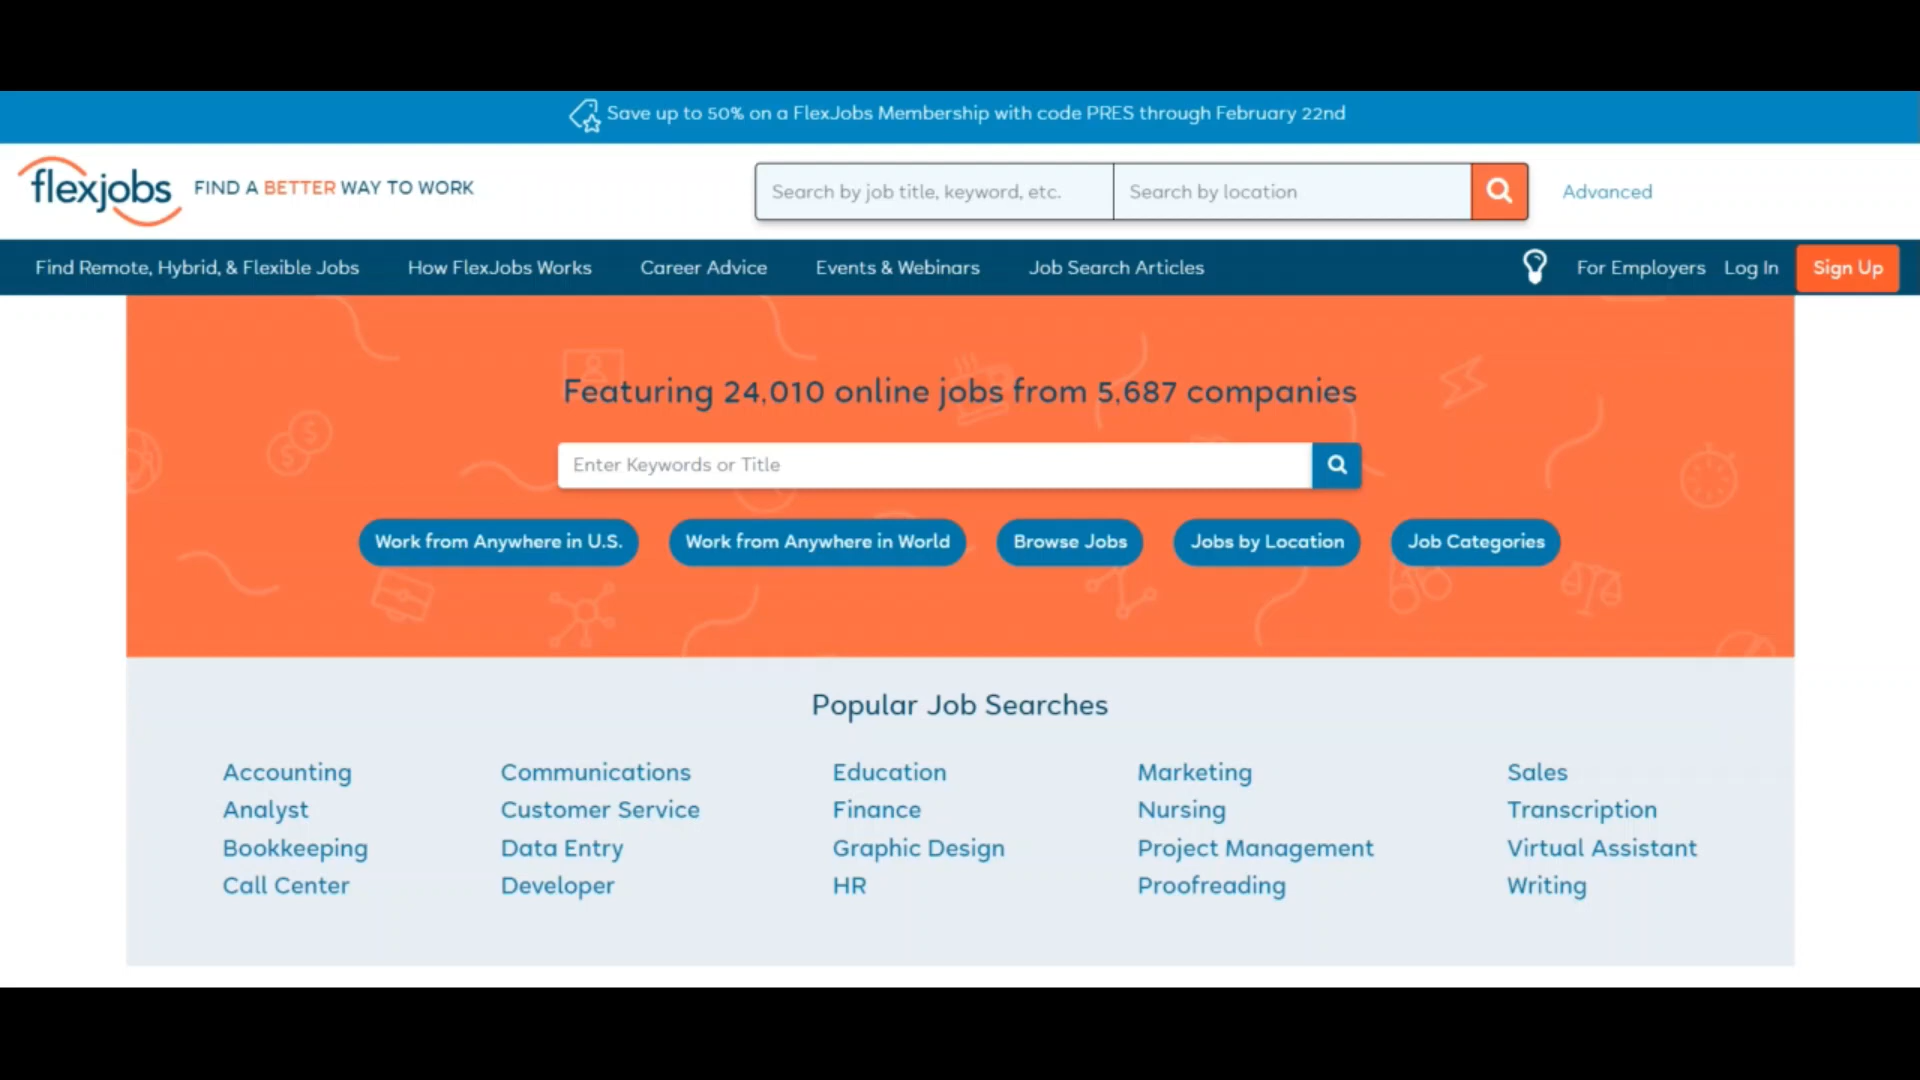 Save up to 50% on a FlexJobs Membership with code PRES through February 22nd
flexjobs FIND A BETTER WAY TO WORK
Search by job title, keyword, etc. Search by location Advanced
Find Remote, Hybrid, & Flexible Jobs How FlexJobs Works Career Advice Events & Webinars Job Search Articles For Employers Log In Sign Up
Featuring 24,010 online jobs from 5,687 companies
Enter Keywords or Title
Work from Anywhere in U.S. Work from Anywhere in World Browse Jobs Jobs by Location Job Categories
Popular Job Searches
Accounting Communications Education Marketing Sales
Analyst Customer Service Finance Nursing Transcription
Bookkeeping Data Entry Graphic Design Project Management Virtual Assistant
Call Center Developer HR Proofreading Writing